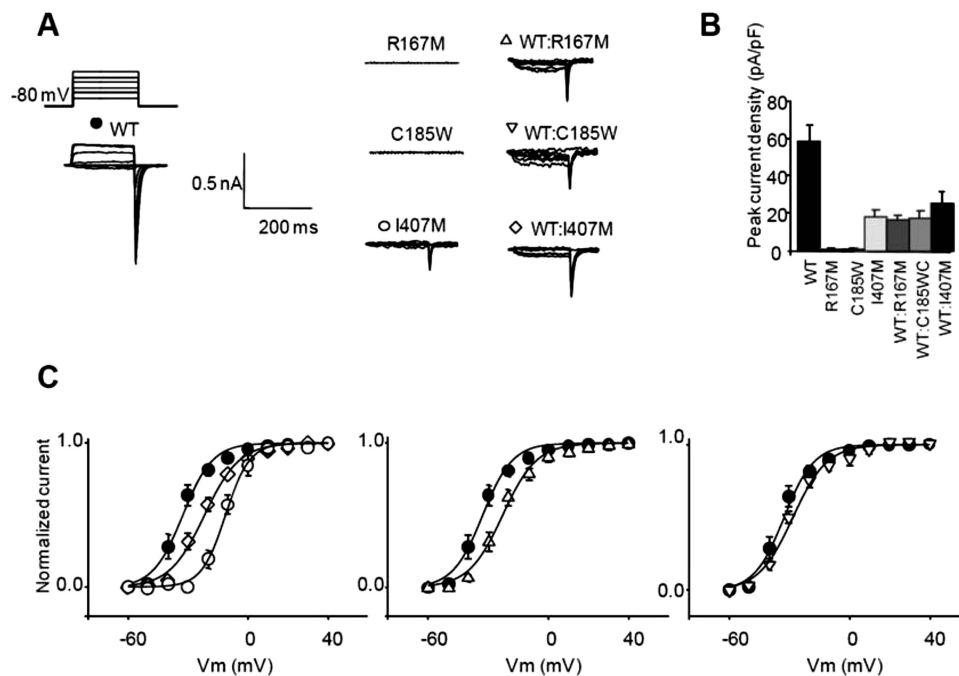 A
-80 mV
WT
0.5 nA
200 ms
R167M
WT:R167M
C185W
WT:C185W
I407M
WT:I407M
B
Peak current density (pA/pF)
80
60
40
20
0
WT
R167M
C185W
I407M
WT:R167M
WT:C185WC
WT:I407M
C
Normalized current
1.0
0.0
-60
0
40
Vm (mV)
1.0
0.0
-60
0
40
Vm (mV)
1.0
0.0
-60
0
40
Vm (mV)